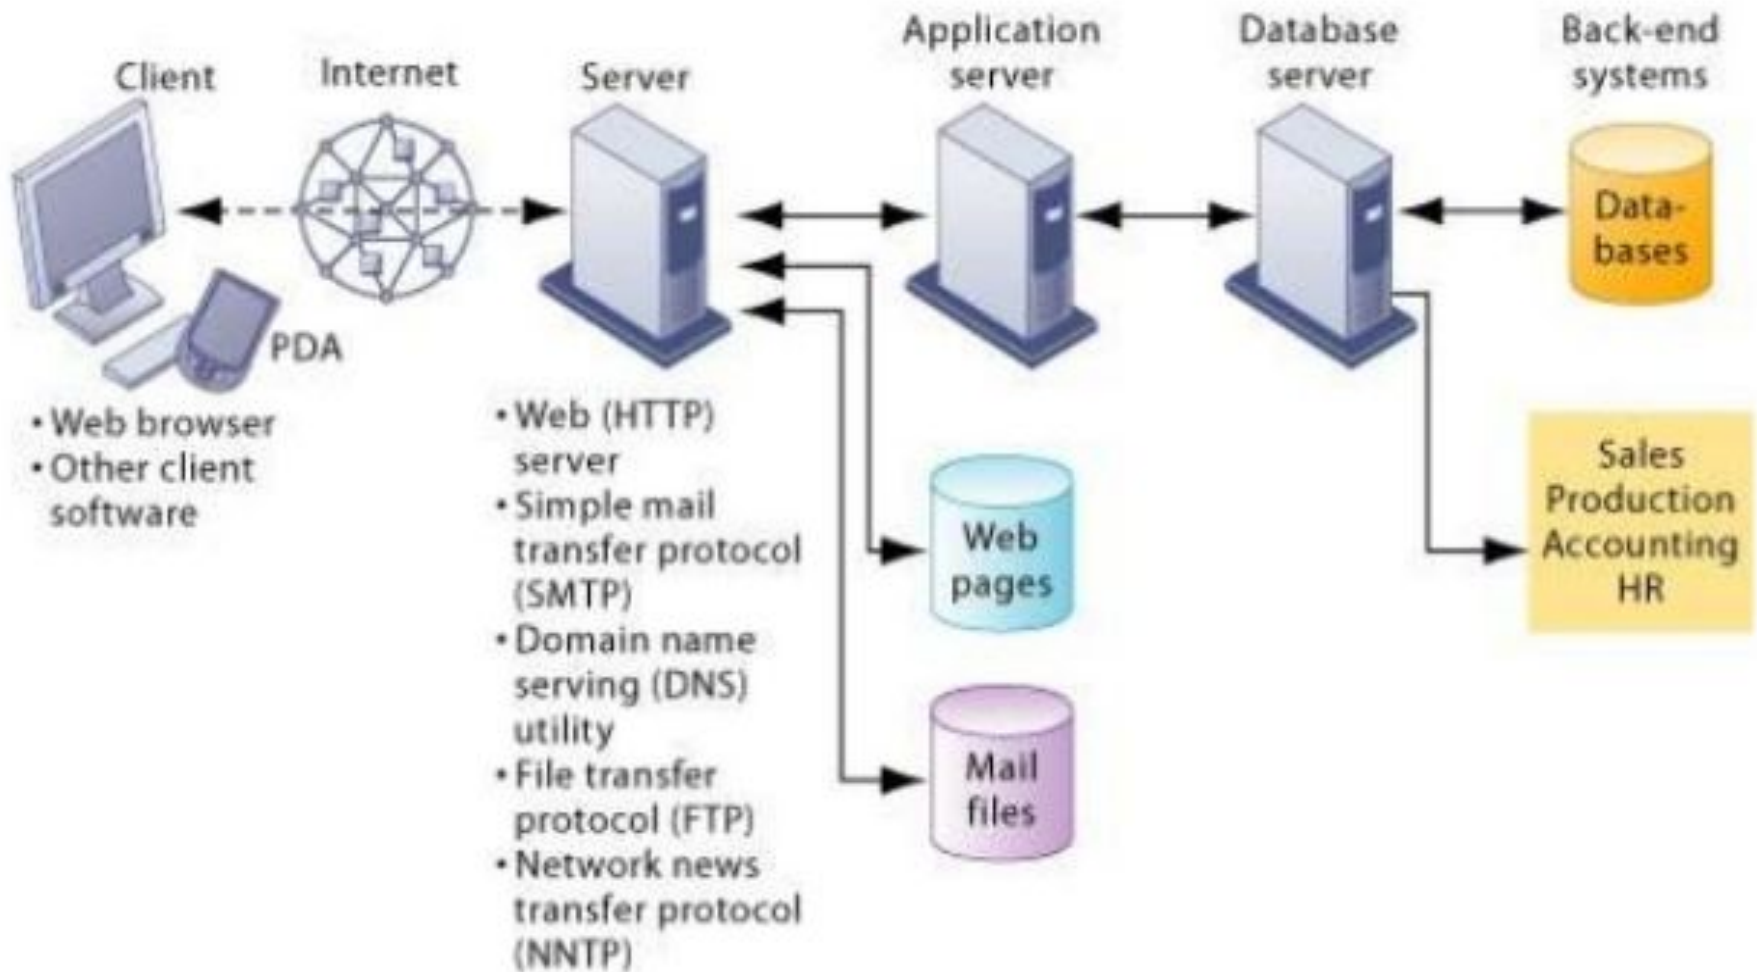 Client
Internet
Server
Application
server
Database
server
Back-end
systems
Data-
bases
PDA
• Web browser
• Other client
software
• Web (HTTP)
server
• Simple mail
transfer protocol
(SMTP)
• Domain name
serving (DNS)
utility
• File transfer
protocol (FTP)
• Network news
transfer protocol
(NNTP)
Web
pages
Mail
files
Sales
Production
Accounting
HR